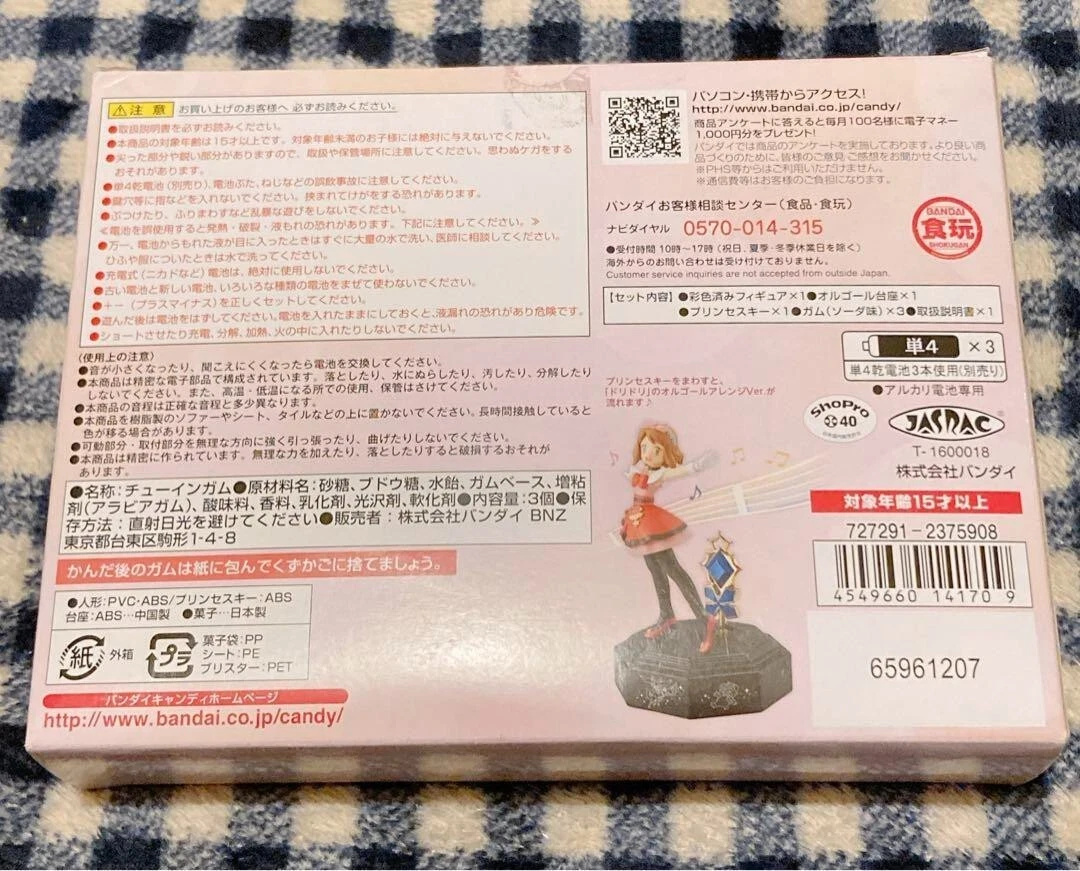 ⚠注意 お買い上げのお客様へ 必ずお読みください。
●取扱説明書を必ずお読みください。
●本商品の対象年齢は15才以上です。対象年齢未満のお子様には絶対に与えないでください。
●尖った部分や鋭い部分がありますので、取扱や保管場所に注意してください。思わぬケガをする
おそれがあります。
●単4乾電池(別売り)、電池ぶた、ねじなどの誤飲事故に注意してください。
●鍵穴等に指などを入れないでください。挟まれてけがをする恐れがあります。
●ぶつけたり、ふりまわすなど乱暴な遊びをしないでください。
≪電池を誤使用すると発熱・破裂・液もれの恐れがあります。下記に注意してください。≫
●万一、電池からもれた液が目に入ったときはすぐに大量の水で洗い、医師に相談してください。
ひふや服についたときは水で洗ってください。
●充電式(ニカドなど)電池は、絶対に使用しないでください。
●古い電池と新しい電池、いろいろな種類の電池をまぜて使わないでください。
●+-(プラスマイナス)を正しくセットしてください。
●遊んだ後は電池をはずしてください。電池を入れたままにしておくと、液漏れの恐れがあり危険です。
●ショートさせたり充電、分解、加熱、火の中に入れたりしないでください。
〈使用上の注意〉
●音が小さくなったり、聞こえにくくなったら電池を交換してください。
●本商品は精密な電子部品で構成されています。落としたり、水にぬらしたり、汚したり、分解したり
しないでください。また、高温・低温になる所での使用、保管はさけてください。
●本商品の音程は正確な音程と多少異なります。
●本商品を樹脂製のソファーやシート、タイルなどの上に置かないでください。長時間接触していると
色が移る場合があります。
●可動部分・取付部分を無理な方向に強く引っ張ったり、曲げたりしないでください。
●本商品は精密に作られています。無理な力を加えたり、落としたりすると破損するおそれが
あります。
●名称:チューインガム●原材料名:砂糖、ブドウ糖、水飴、ガムベース、増粘
剤(アラビアガム)、酸味料、香料、乳化剤、光沢剤、軟化剤●内容量:3個●保
存方法:直射日光を避けてください●販売者:株式会社バンダイ BNZ
東京都台東区駒形1-4-8
かんだ後のガムは紙に包んでくずかごに捨てましょう。
●人形:PVC・ABS/プリンセスキー:ABS
台座:ABS…中国製 ●菓子…日本製
紙 外箱 プラ 菓子袋:PP
シート:PE
ブリスター:PET
バンダイキャンディホームページ
http://www.bandai.co.jp/candy/
パソコン・携帯からアクセス!
http://www.bandai.co.jp/candy/
商品アンケートに答えると毎月100名様に電子マネー
1,000円分をプレゼント!
バンダイでは商品のアンケートを実施しております。より良い商
品づくりのために、皆様のご意見・ご感想をお聞かせください。
※PHS等からはご利用いただけません。
※通信費等はお客様のご負担になります。
バンダイお客様相談センター(食品・食玩)
ナビダイヤル 0570-014-315
●受付時間 10時〜17時(祝日、夏季・冬季休業日を除く)
海外からのお問い合わせは受け付けておりません。
Customer service inquiries are not accepted from outside Japan.
BANDAI
食玩
SHOKUGAN
【セット内容】●彩色済みフィギュア×1●オルゴール台座×1
●プリンセスキー×1●ガム(ソーダ味)×3●取扱説明書×1
単4 ×3
単4乾電池3本使用(別売り)
●アルカリ電池専用
プリンセスキーをまわすと、
「ドリドリ」のオルゴールアレンジVer.が
流れます♪
ShoPro
40
JASRAC
T-1600018
株式会社バンダイ
対象年齢15才以上
727291-2375908
4549660 141709
65961207